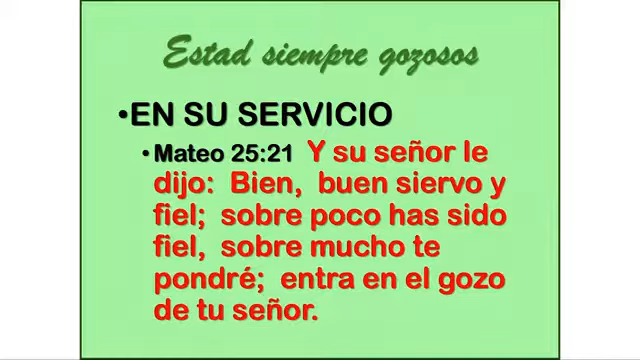 Estad siempre gozosos
•EN SU SERVICIO
•Mateo 25:21 Y su señor le
dijo: Bien, buen siervo y
fiel; sobre poco has sido
fiel, sobre mucho te
pondré; entra en el gozo
de tu señor.